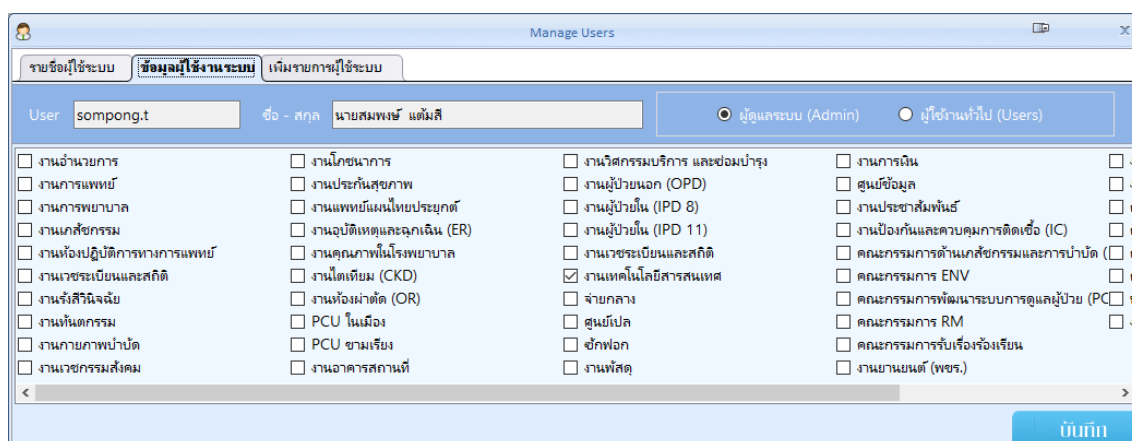 Manage Users
รายชื่อผู้ใช้ระบบ ข้อมูลผู้ใช้งานระบบ เพิ่มรายการผู้ใช้ระบบ
User sompong.t ชื่อ - สกุล นายสมพงษ์ แต้มสี ผู้ดูแลระบบ (Admin) ผู้ใช้งานทั่วไป (Users)
งานอำนวยการ งานโภชนาการ งานวิศกรรมบริการ และซ่อมบำรุง งานการเงิน
งานการแพทย์ งานประกันสุขภาพ งานผู้ป่วยนอก (OPD) ศูนย์ข้อมูล
งานการพยาบาล งานแพทย์แผนไทยประยุกต์ งานผู้ป่วยใน (IPD 8) งานประชาสัมพันธ์
งานเภสัชกรรม งานอุบัติเหตุและฉุกเฉิน (ER) งานผู้ป่วยใน (IPD 11) งานป้องกันและควบคุมการติดเชื้อ (IC)
งานห้องปฏิบัติการทางการแพทย์ งานคุณภาพในโรงพยาบาล งานเวชระเบียนและสถิติ คณะกรรมการด้านเภสัชกรรมและการบำบัด (
งานเวชระเบียนและสถิติ งานไตเทียม (CKD) งานเทคโนโลยีสารสนเทศ คณะกรรมการ ENV
งานรังสีวินิจฉัย งานห้องผ่าตัด (OR) จ่ายกลาง คณะกรรมการพัฒนาระบบการดูแลผู้ป่วย (PC
งานทันตกรรม PCU ในเมือง ศูนย์เปล คณะกรรมการ RM
งานกายภาพบำบัด PCU ขามเรียง ซักฟอก คณะกรรมการรับเรื่องร้องเรียน
งานเวชกรรมสังคม งานอาคารสถานที่ งานพัสดุ งานยานยนต์ (พขร.)
บันทึก